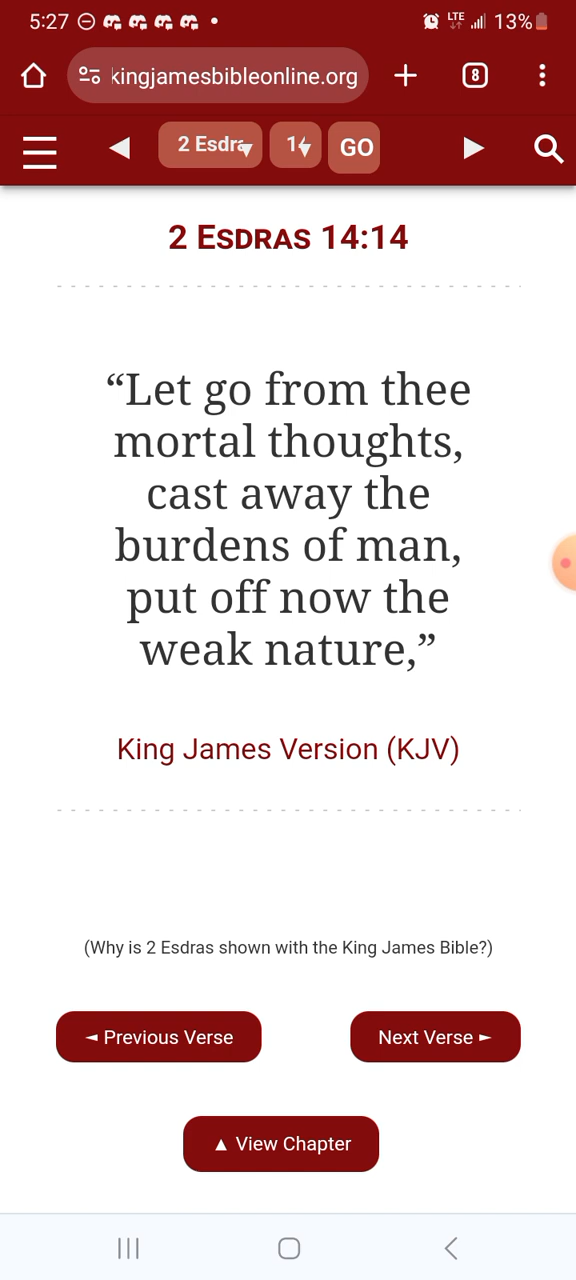 5:27
LTE
13%
kingjamesbibleonline.org
8
2 Esdra
GO
2 ESDRAS 14:14
“Let go from thee
mortal thoughts,
cast away the
burdens of man,
put off now the
weak nature,”
King James Version (KJV)
(Why is 2 Esdras shown with the King James Bible?)
◄ Previous Verse
Next Verse ►
▲ View Chapter